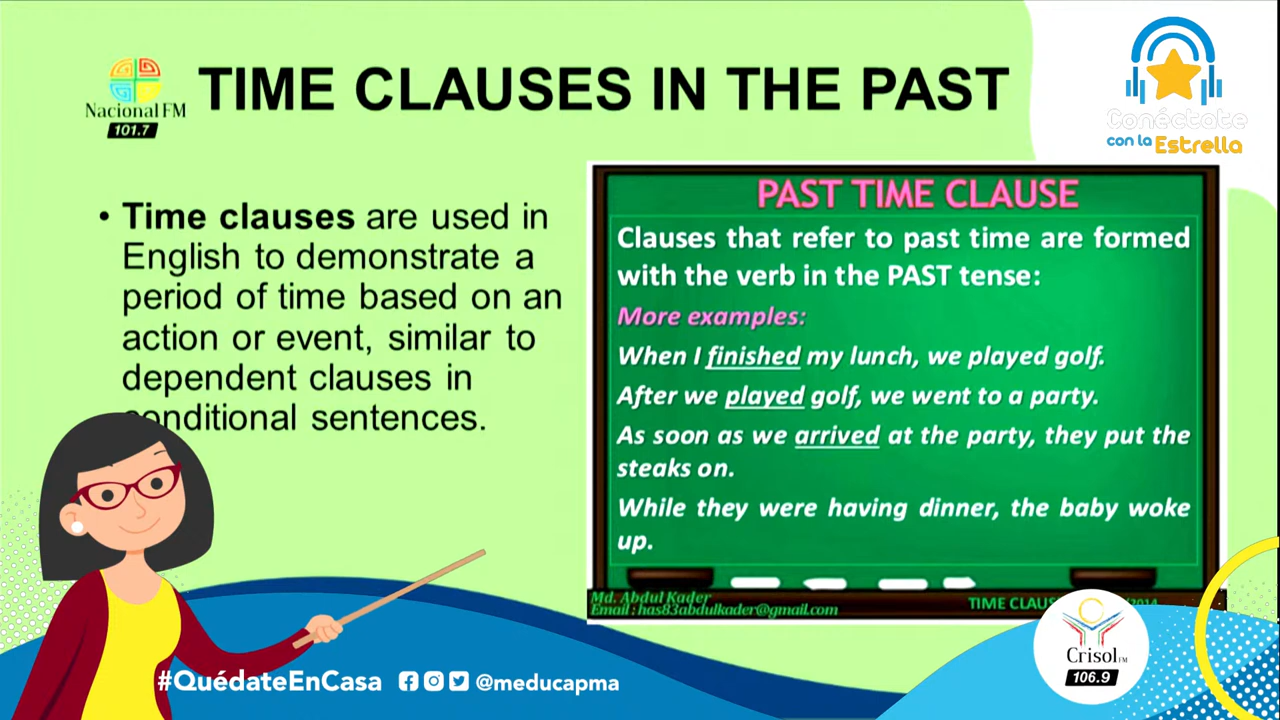 TIME CLAUSES IN THE PAST
Nacional FM
101.7
Conéctate
con la Estrella
• Time clauses are used in
English to demonstrate a
period of time based on an
action or event, similar to
dependent clauses in
conditional sentences.
PAST TIME CLAUSE
Clauses that refer to past time are formed
with the verb in the PAST tense:
More examples:
When I finished my lunch, we played golf.
After we played golf, we went to a party.
As soon as we arrived at the party, they put the
steaks on.
While they were having dinner, the baby woke
up.
Md. Abdul Kader
Email : has83abdulkader@gmail.com
TIME CLAUS
2014
Crisol FM
106.9
#QuédateEnCasa @meducapma